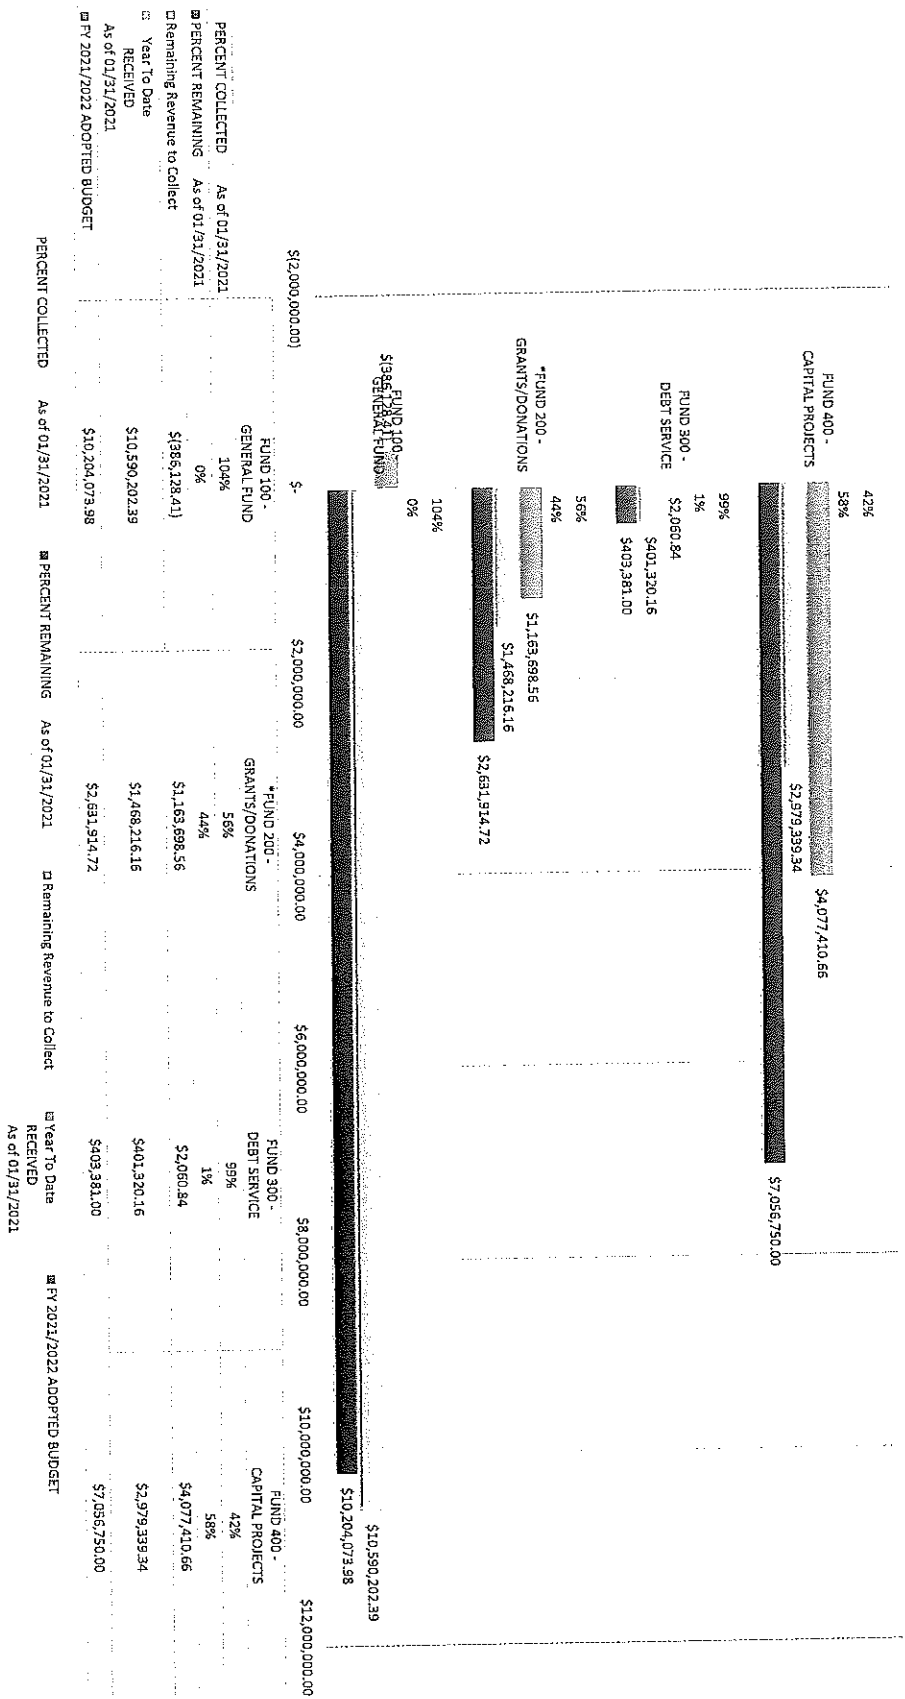 FUND 400 -
CAPITAL PROJECTS
42%
58%
$4,077,410.66
$2,979,339.34
$7,056,750.00
FUND 300 -
DEBT SERVICE
99%
1%
$2,060.84
$401,320.16
$403,381.00
*FUND 200 -
GRANTS/DONATIONS
56%
44%
$1,163,698.56
$1,468,216.16
$2,631,914.72
FUND 100 -
GENERAL FUND
104%
0%
$(386,128.41)
$10,590,202.39
$10,204,073.98
$(2,000,000.00) $- $2,000,000.00 $4,000,000.00 $6,000,000.00 $8,000,000.00 $10,000,000.00 $12,000,000.00
FUND 100 -
GENERAL FUND
*FUND 200 -
GRANTS/DONATIONS
FUND 300 -
DEBT SERVICE
FUND 400 -
CAPITAL PROJECTS
PERCENT COLLECTED As of 01/31/2021 104% 56% 99% 42%
PERCENT REMAINING As of 01/31/2021 0% 44% 1% 58%
Remaining Revenue to Collect $(386,128.41) $1,163,698.56 $2,060.84 $4,077,410.66
Year To Date
RECEIVED
As of 01/31/2021
$10,590,202.39 $1,468,216.16 $401,320.16 $2,979,339.34
FY 2021/2022 ADOPTED BUDGET $10,204,073.98 $2,631,914.72 $403,381.00 $7,056,750.00
PERCENT COLLECTED As of 01/31/2021
PERCENT REMAINING As of 01/31/2021
Remaining Revenue to Collect
Year To Date
RECEIVED
As of 01/31/2021
FY 2021/2022 ADOPTED BUDGET